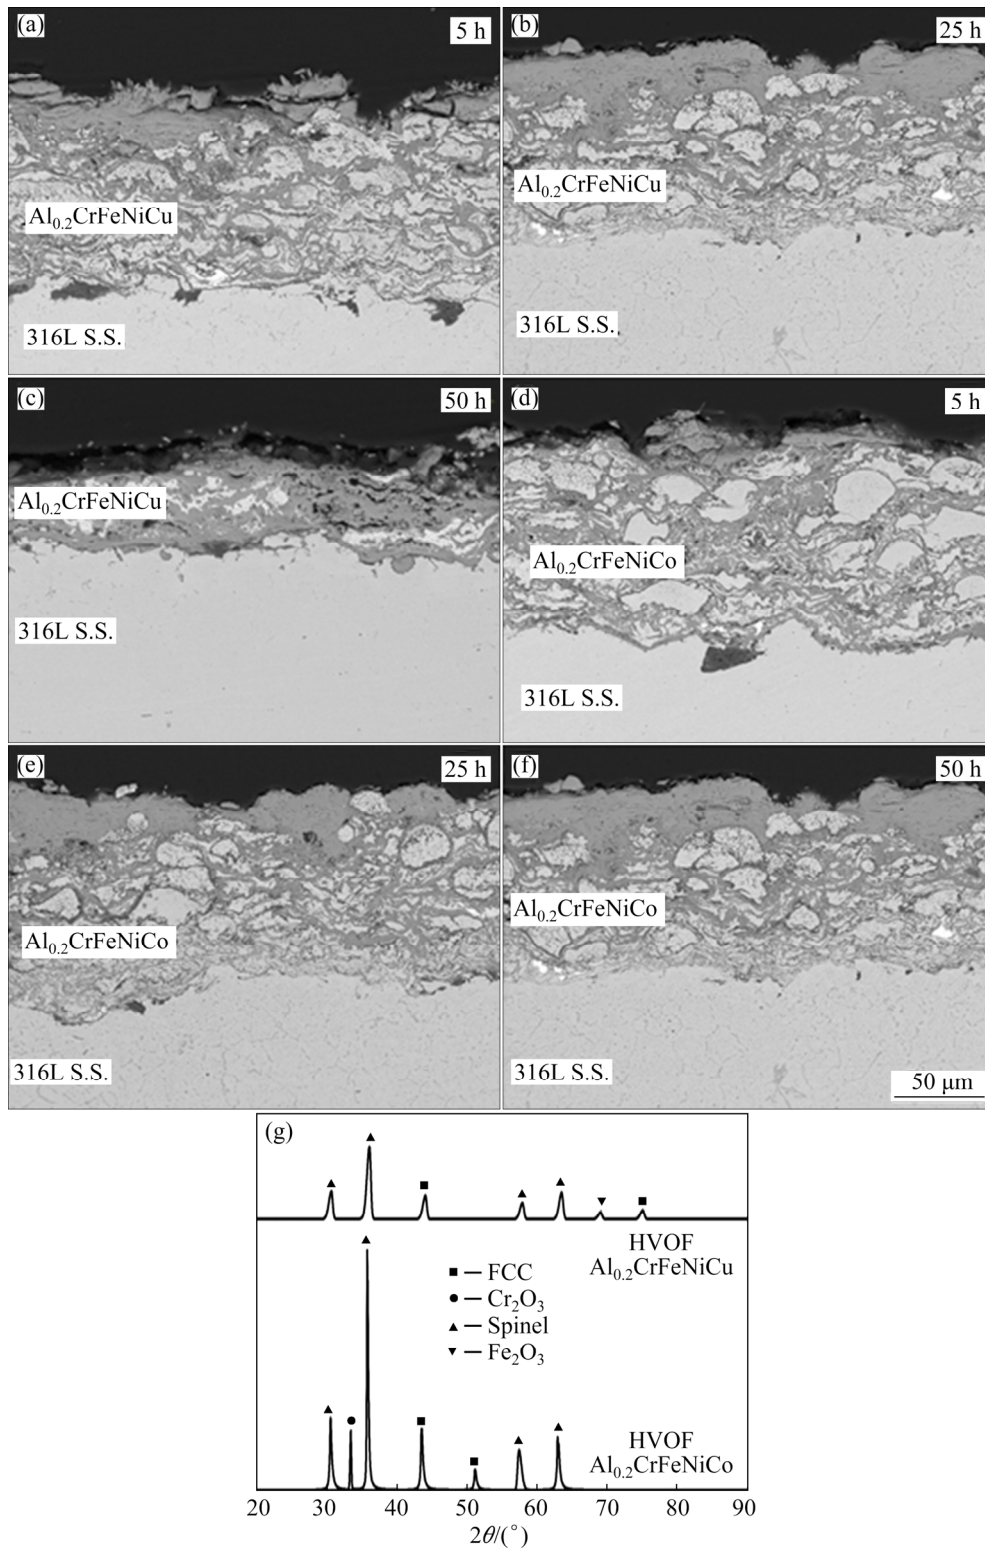 (a)
5 h
Al0.2CrFeNiCu
316L S.S.
(b)
25 h
Al0.2CrFeNiCu
316L S.S.
(c)
50 h
Al0.2CrFeNiCu
316L S.S.
(d)
5 h
Al0.2CrFeNiCo
316L S.S.
(e)
25 h
Al0.2CrFeNiCo
316L S.S.
(f)
50 h
Al0.2CrFeNiCo
316L S.S.
50 μm
(g)
HVOF
Al0.2CrFeNiCu
■ — FCC
● — Cr2O3
▲ — Spinel
▼ — Fe2O3
HVOF
Al0.2CrFeNiCo
20 30 40 50 60 70 80 90
2θ/(°)